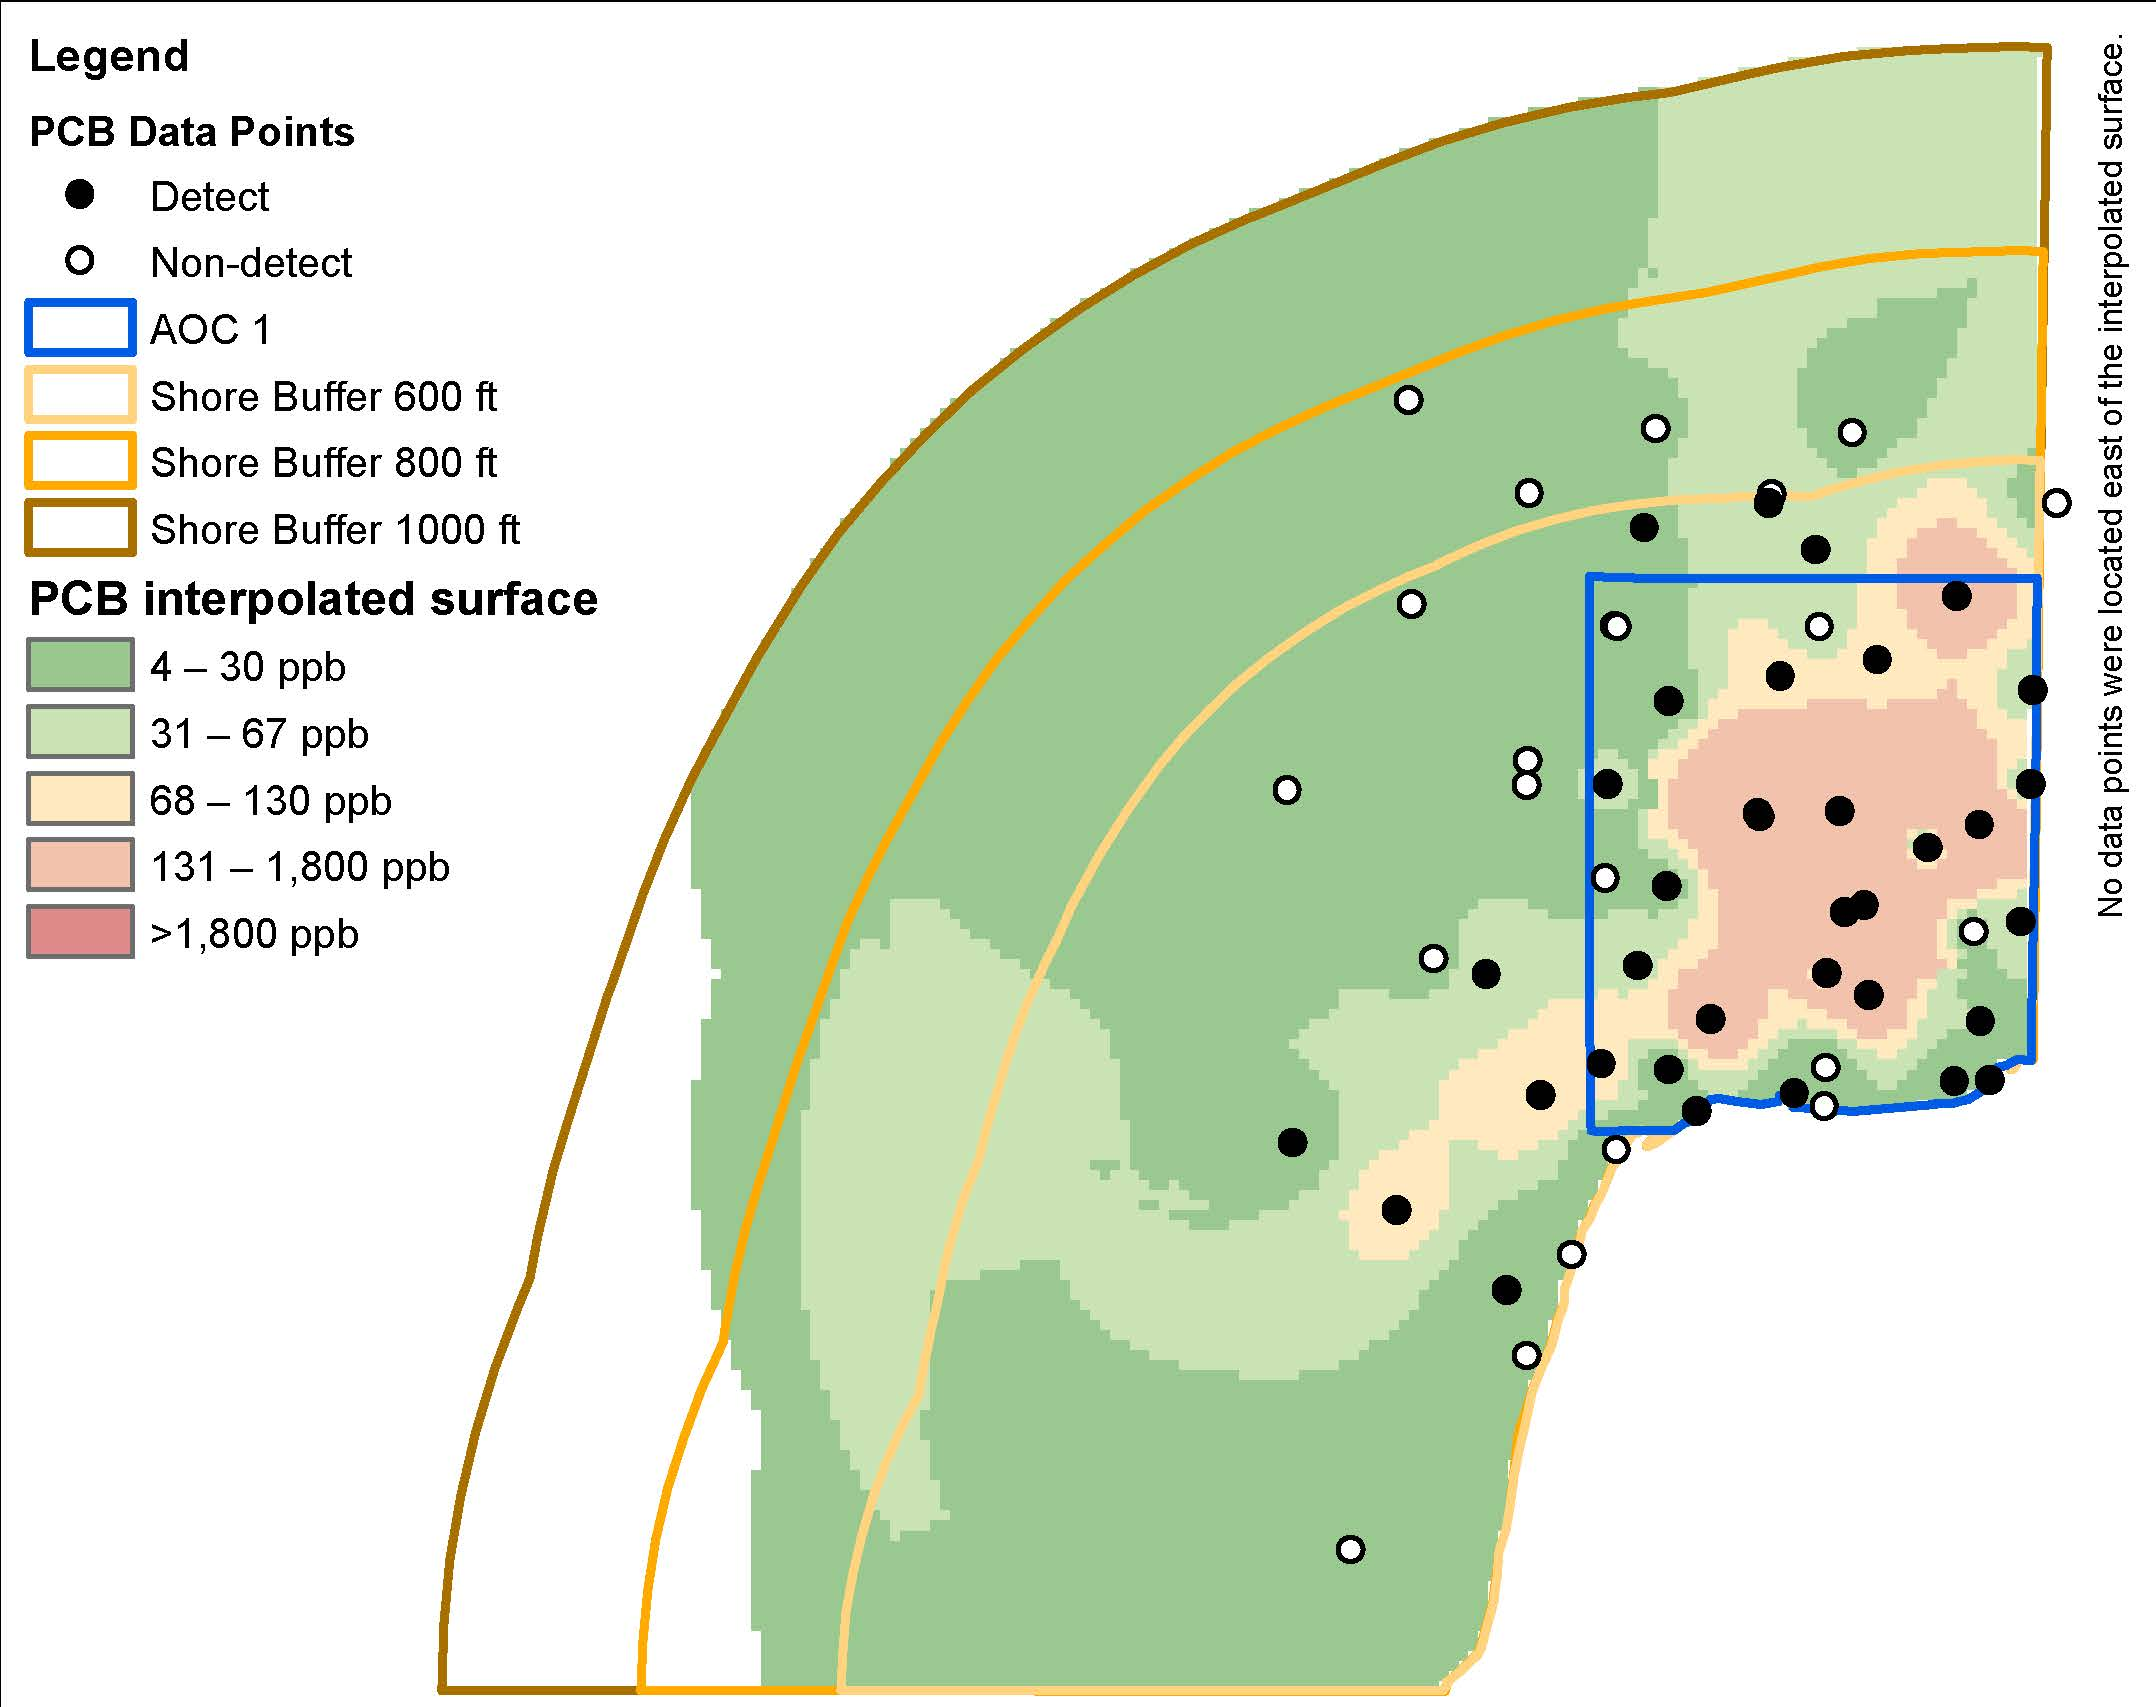 Legend
PCB Data Points
Detect
Non-detect
AOC 1
Shore Buffer 600 ft
Shore Buffer 800 ft
Shore Buffer 1000 ft
PCB interpolated surface
4 – 30 ppb
31 – 67 ppb
68 – 130 ppb
131 – 1,800 ppb
>1,800 ppb
No data points were located east of the interpolated surface.